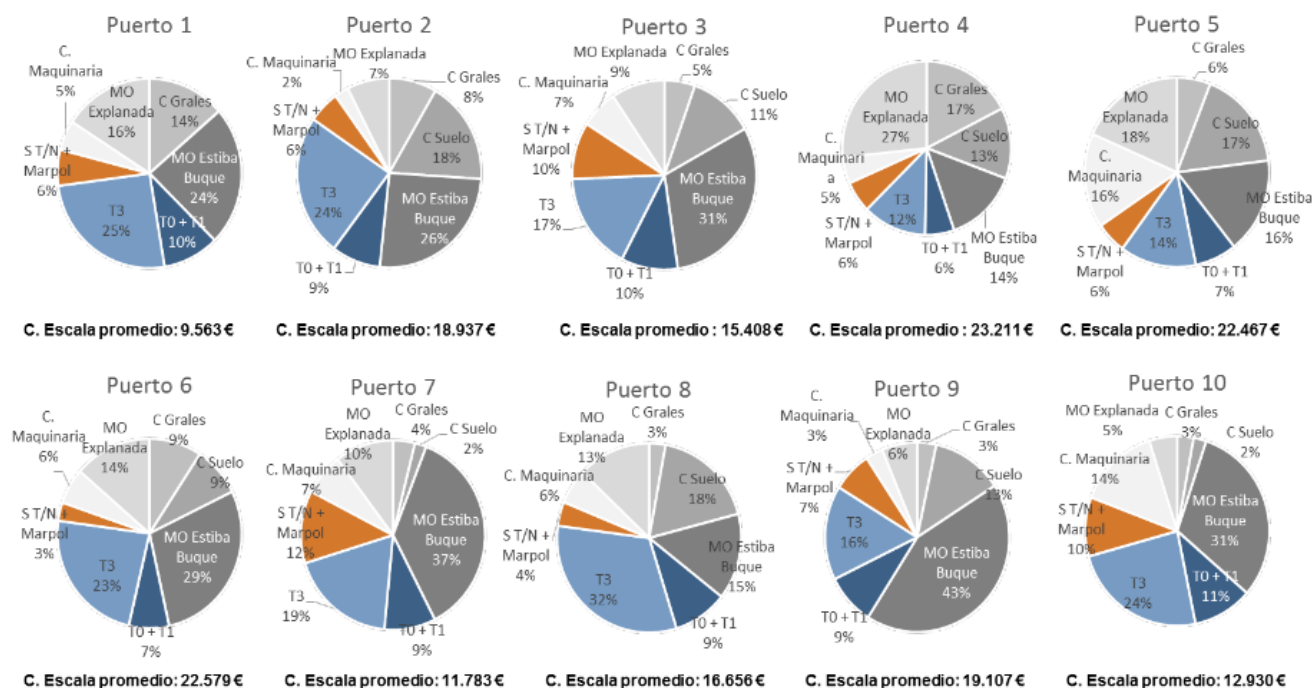 Puerto 1
C. Maquinaria
5%
MO Explanada
16%
C Grales
14%
MO Estiba Buque
24%
T0 + T1
10%
T3
25%
S T/N + Marpol
6%
C. Escala promedio: 9.563 €
Puerto 2
C. Maquinaria
2%
MO Explanada
7%
C Grales
8%
C Suelo
18%
MO Estiba Buque
26%
T0 + T1
9%
T3
24%
S T/N + Marpol
6%
C. Escala promedio: 18.937 €
Puerto 3
C. Maquinaria
7%
MO Explanada
9%
C Grales
5%
C Suelo
11%
MO Estiba Buque
31%
T0 + T1
10%
T3
17%
S T/N + Marpol
10%
C. Escala promedio : 15.408 €
Puerto 4
MO Explanada
27%
C Grales
17%
C Suelo
13%
MO Estiba Buque
14%
T0 + T1
6%
T3
12%
S T/N + Marpol
6%
C. Maquinaria
5%
C. Escala promedio : 23.211 €
Puerto 5
C Grales
6%
C Suelo
17%
MO Estiba Buque
16%
T0 + T1
7%
T3
14%
S T/N + Marpol
6%
C. Maquinaria
16%
MO Explanada
18%
C. Escala promedio: 22.467 €
Puerto 6
C. Maquinaria
6%
MO Explanada
14%
C Grales
9%
C Suelo
9%
MO Estiba Buque
29%
T0 + T1
7%
T3
23%
S T/N + Marpol
3%
C. Escala promedio: 22.579 €
Puerto 7
MO Explanada
10%
C Grales
4%
C Suelo
2%
MO Estiba Buque
37%
T0 + T1
9%
T3
19%
S T/N + Marpol
12%
C. Maquinaria
7%
C. Escala promedio: 11.783 €
Puerto 8
MO Explanada
13%
C Grales
3%
C Suelo
18%
MO Estiba Buque
15%
T0 + T1
9%
T3
32%
S T/N + Marpol
4%
C. Maquinaria
6%
C. Escala promedio: 16.656 €
Puerto 9
C. Maquinaria
3%
MO Explanada
6%
C Grales
3%
C Suelo
13%
MO Estiba Buque
43%
T0 + T1
9%
T3
16%
S T/N + Marpol
7%
C. Escala promedio: 19.107 €
Puerto 10
MO Explanada
5%
C Grales
3%
C Suelo
2%
MO Estiba Buque
31%
T0 + T1
11%
T3
24%
S T/N + Marpol
10%
C. Maquinaria
14%
C. Escala promedio: 12.930 €